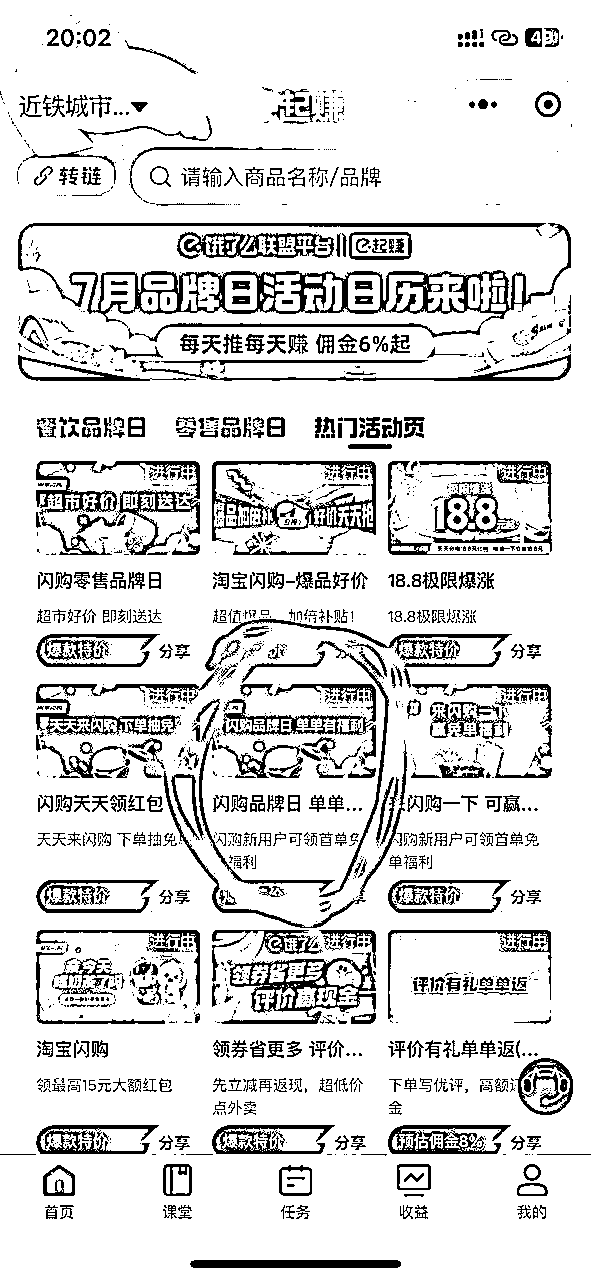 20:02
近铁城市...
起赚
转链
请输入商品名称/品牌
饿了么联盟平台 | e起赚
7月品牌日活动日历来啦!
每天推每天赚 佣金6%起
餐饮品牌日 零售品牌日 热门活动页
进行中 进行中 进行中
超市好价 即刻送达
18.8
闪购零售品牌日 淘宝闪购-爆品好价 18.8极限爆涨
超市好价 即刻送达 超值爆品 加倍补贴! 18.8极限爆涨
爆款特价 分享 爆款特价 分享
进行中 进行中 进行中
天天来闪购 下单抽免 闪购品牌日 单单有福利 来闪购一下
赢免单福利
闪购天天领红包 闪购品牌日 单单... 闪购一下 可赢...
天天来闪购 下单抽免 闪购新用户可领首单免 闪购新用户可领首单免
单福利 单福利
爆款特价 分享 爆款特价 分享
进行中 饿了么 进行中 进行中
领券省更多
评价赢现金
评价有礼单单返
淘宝闪购 领券省更多 评价... 评价有礼单单返(...
领最高15元大额红包 先立减再返现，超低价 下单写优评，高额
点外卖 金
爆款特价 分享 爆款特价 分享 预估佣金8% 分享
首页 课堂 任务 收益 我的